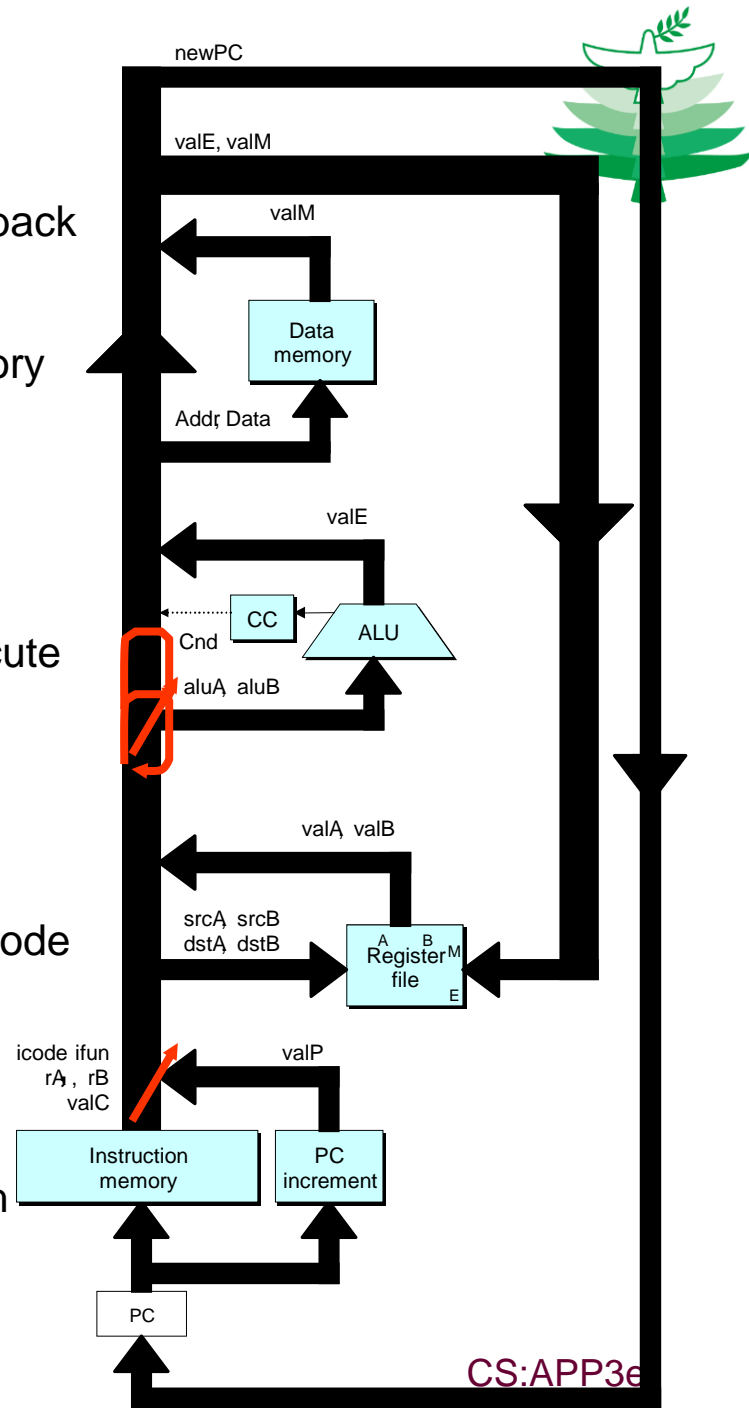 newPC
valE, valM
back
valM
Data
memory
ory
Addr, Data
valE
CC
ALU
Cnd
cute
aluA, aluB
valA, valB
srcA, srcB
dstA, dstB
ode
A B
M
Register
file
E
icode ifun
rA, rB
valC
valP
Instruction
memory
PC
increment
n
PC
CS:APP3e